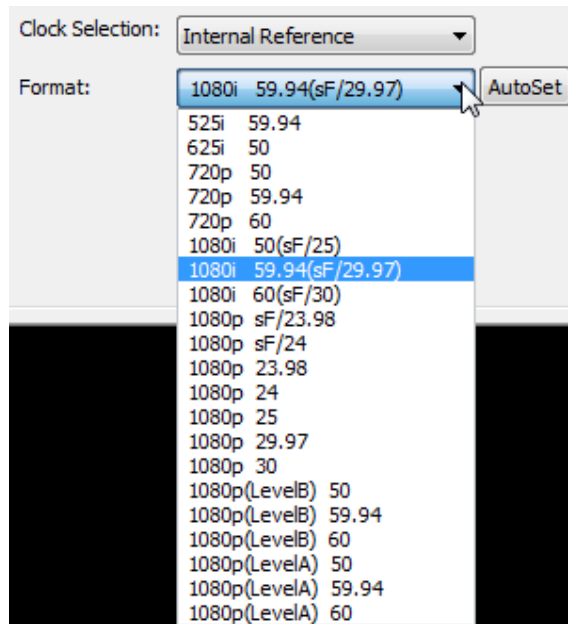 Clock Selection: Internal Reference
Format: 1080i 59.94(sF/29.97) AutoSet
525i 59.94
625i 50
720p 50
720p 59.94
720p 60
1080i 50(sF/25)
1080i 59.94(sF/29.97)
1080i 60(sF/30)
1080p sF/23.98
1080p sF/24
1080p 23.98
1080p 24
1080p 25
1080p 29.97
1080p 30
1080p(LevelB) 50
1080p(LevelB) 59.94
1080p(LevelB) 60
1080p(LevelA) 50
1080p(LevelA) 59.94
1080p(LevelA) 60